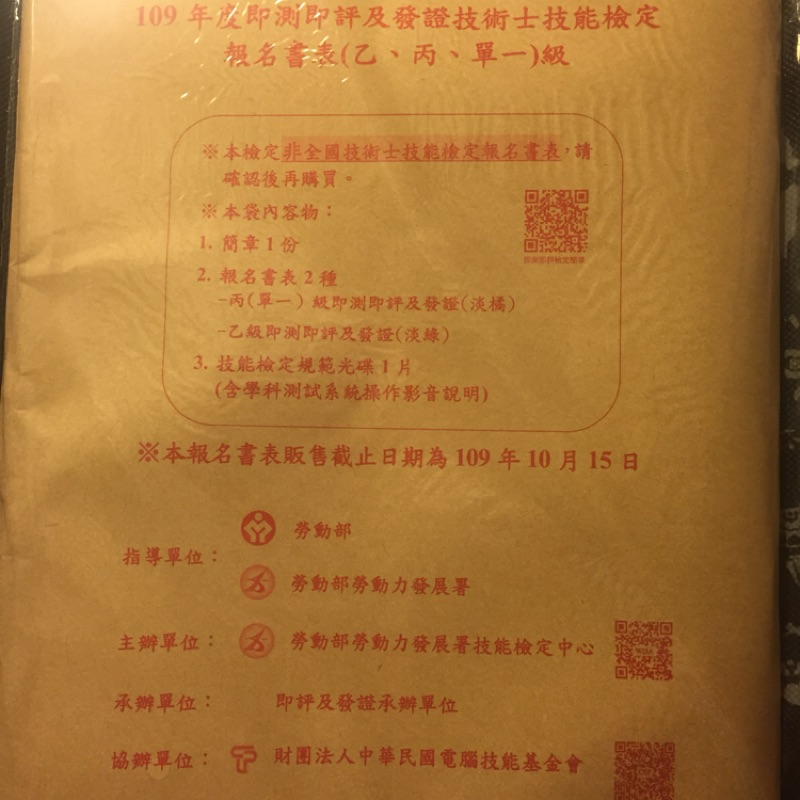 109 年度即測即評及發證技術士技能檢定
報名書表(乙、丙、單一)級
※本檢定非全國技術士技能檢定報名書表，請
確認後再購買。
※本袋內容物：
1. 簡章 1 份
2. 報名書表 2 種
-丙(單一) 級即測即評及發證(淡橘)
-乙級即測即評及發證(淡綠)
3. 技能檢定規範光碟 1 片
(含學科測試系統操作影音說明)
※本報名書表販售截止日期為 109 年 10 月 15 日
指導單位：
勞動部
勞動部勞動力發展署
主辦單位：
勞動部勞動力發展署技能檢定中心
承辦單位：
即評及發證承辦單位
協辦單位：
財團法人中華民國電腦技能基金會